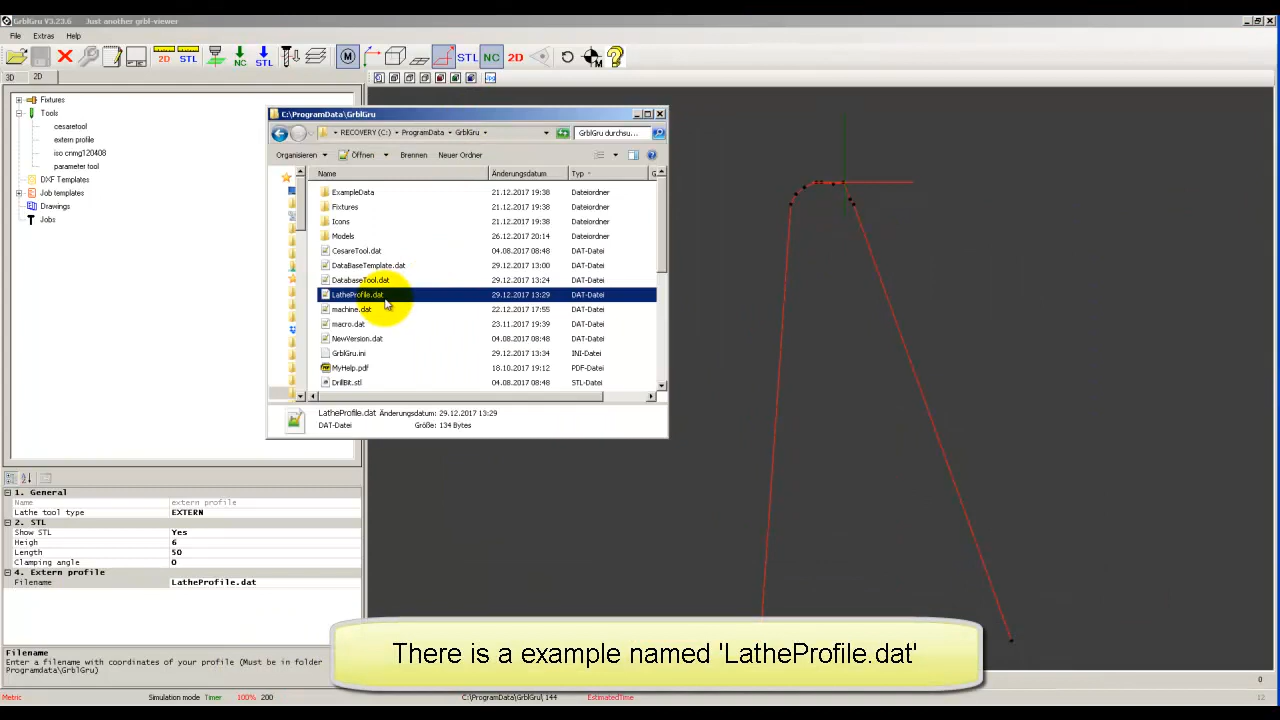 GrblGru V3.23.6 Just another grbl-viewer
File Extras Help
2D STL NC STL M STL NC 2D M
3D 2D
Fixtures
Tools
cesaretool
extern profile
iso cnmg120408
parameter tool
DXF Templates
Job templates
Drawings
Jobs
C:\ProgramData\GrblGru
RECOVERY (C:) ProgramData GrblGru GrblGru durchsu...
Organisieren Öffnen Brennen Neuer Ordner
Name Änderungsdatum Typ G
ExampleData 21.12.2017 19:38 Dateiordner
Fixtures 21.12.2017 19:38 Dateiordner
Icons 21.12.2017 19:38 Dateiordner
Models 26.12.2017 20:14 Dateiordner
CesareTool.dat 04.08.2017 08:48 DAT-Datei
DataBaseTemplate.dat 29.12.2017 13:00 DAT-Datei
DatabaseTool.dat 29.12.2017 13:24 DAT-Datei
LatheProfile.dat 29.12.2017 13:29 DAT-Datei
machine.dat 22.12.2017 17:55 DAT-Datei
macro.dat 23.11.2017 19:39 DAT-Datei
NewVersion.dat 04.08.2017 08:48 DAT-Datei
GrblGru.ini 29.12.2017 13:34 INI-Datei
MyHelp.pdf 18.10.2017 19:12 PDF-Datei
DrillBit.stl 04.08.2017 08:48 STL-Datei
LatheProfile.dat Änderungsdatum: 29.12.2017 13:29
DAT-Datei Größe: 134 Bytes
1. General
Name extern profile
Lathe tool type EXTERN
2. STL
Show STL Yes
Heigh 6
Length 50
Clamping angle 0
4. Extern profile
Filename LatheProfile.dat
Filename
Enter a filename with coordinates of your profile (Must be in folder
Programdata/GrblGru)
There is a example named 'LatheProfile.dat'
0
Metric Simulation mode Timer 100% 200 C:\ProgramData\GrblGru\ 144 EstimatedTime 12